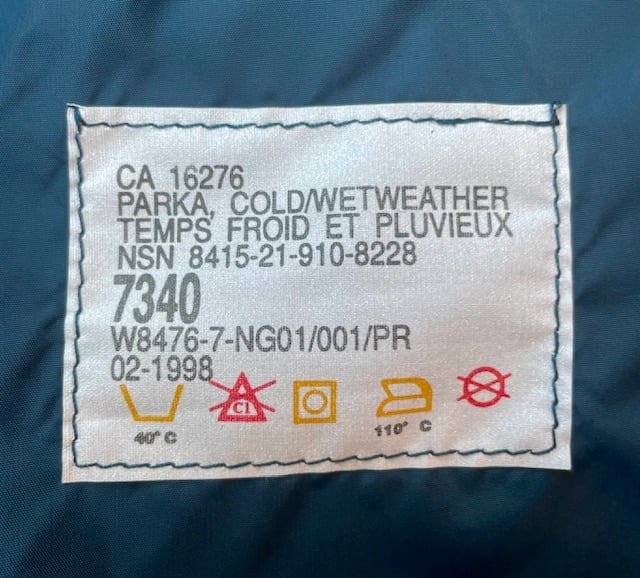 CA 16276
PARKA, COLD/WETWEATHER
TEMPS FROID ET PLUVIEUX
NSN 8415-21-910-8228
7340
W8476-7-NG01/001/PR
02-1998
Cl
40° C
110° C